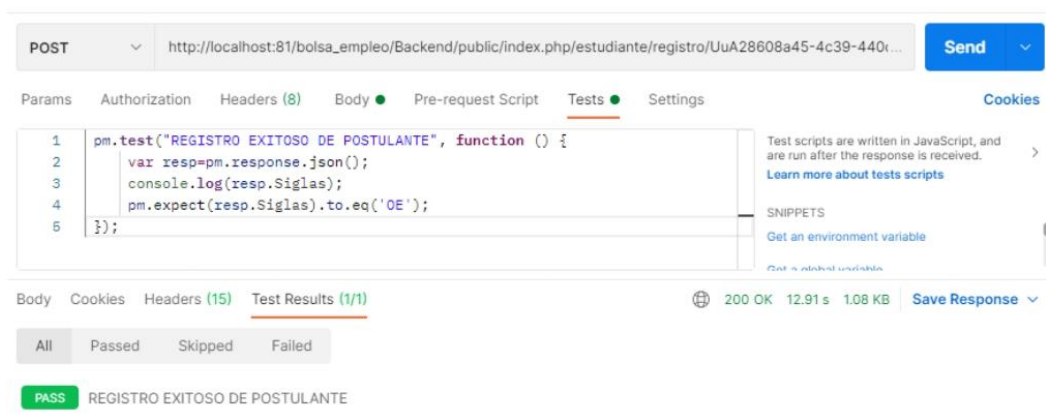 POST http://localhost:81/bolsa_empleo/Backend/public/index.php/estudiante/registro/UuA28608a45-4c39-440c... Send
Params Authorization Headers (8) Body Pre-request Script Tests Settings Cookies
1 pm.test("REGISTRO EXITOSO DE POSTULANTE", function () {
2 var resp=pm.response.json();
3 console.log(resp.Siglas);
4 pm.expect(resp.Siglas).to.eq('OE');
5 });
Test scripts are written in JavaScript, and
are run after the response is received.
Learn more about tests scripts
SNIPPETS
Get an environment variable
Get a global variable
Body Cookies Headers (15) Test Results (1/1) 200 OK 12.91 s 1.08 KB Save Response
All Passed Skipped Failed
PASS REGISTRO EXITOSO DE POSTULANTE